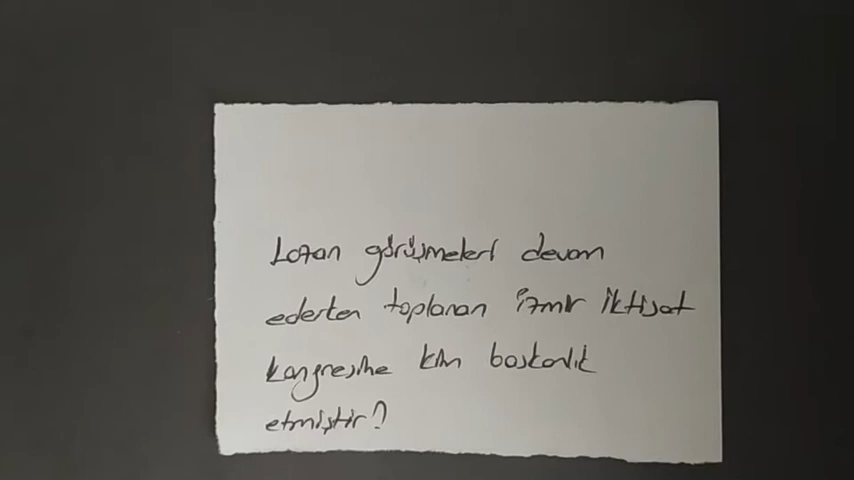 Lozan görüşmeleri devam
ederken toplanan İzmir İktisat
kongresine kim başkanlık
etmiştir?